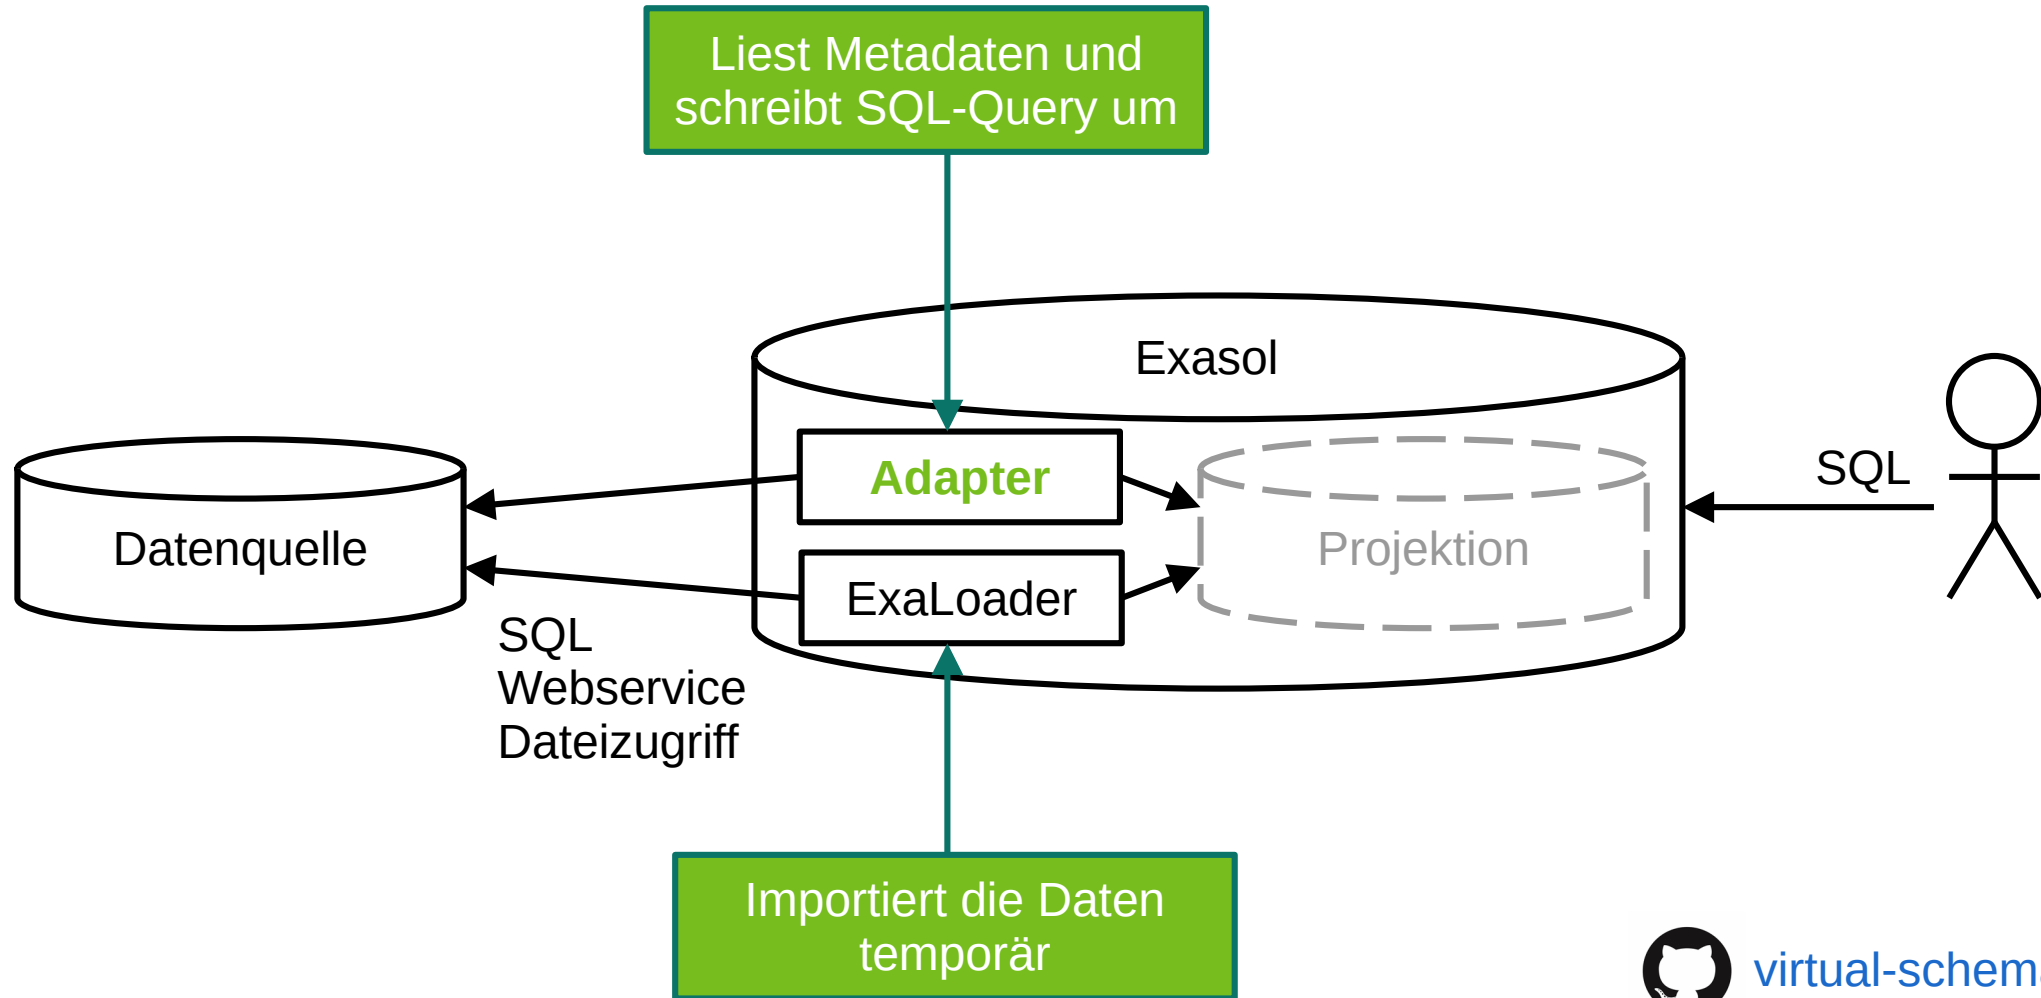 Liest Metadaten und
schreibt SQL-Query um
Exasol
Adapter
SQL
Datenquelle
Projektion
ExaLoader
SQL
Webservice
Dateizugriff
Importiert die Daten
temporär